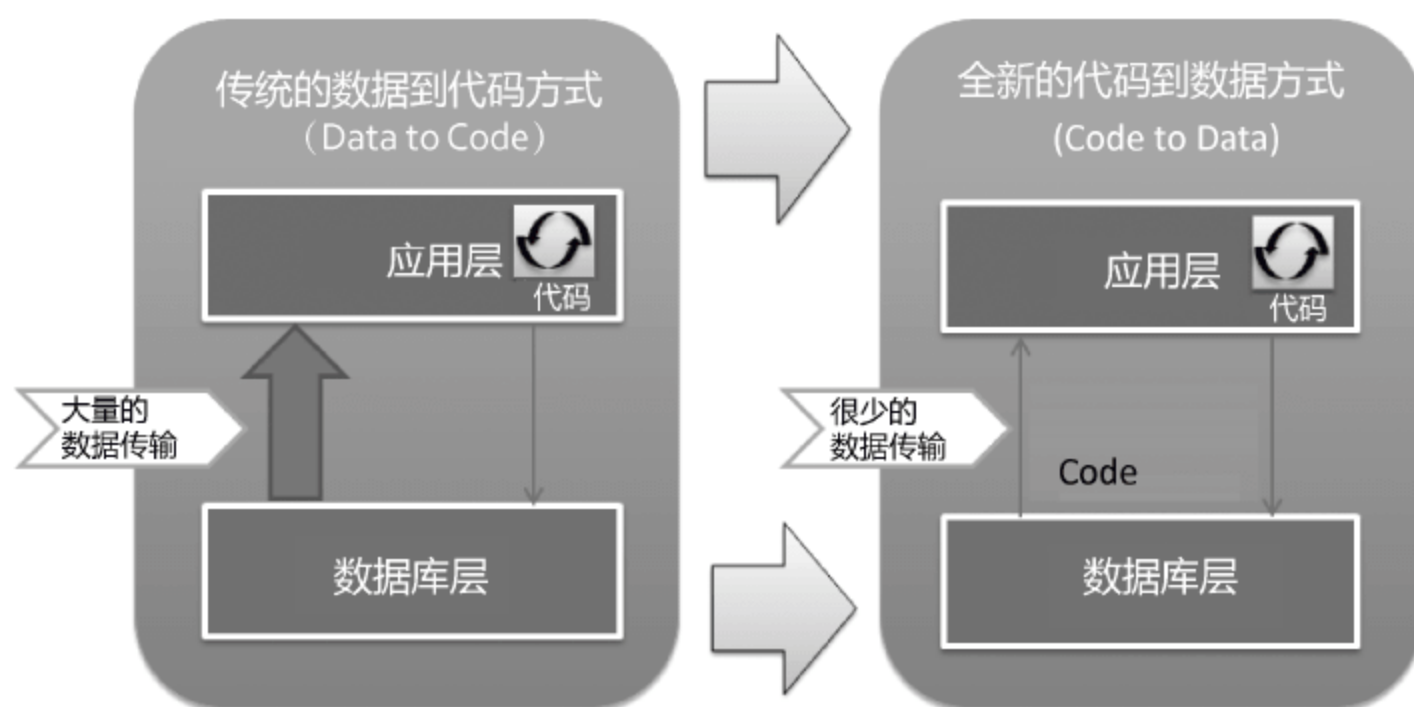 传统的数据到代码方式
（Data to Code）
应用层
代码
大量的
数据传输
数据库层
全新的代码到数据方式
(Code to Data)
应用层
代码
很少的
数据传输
Code
数据库层